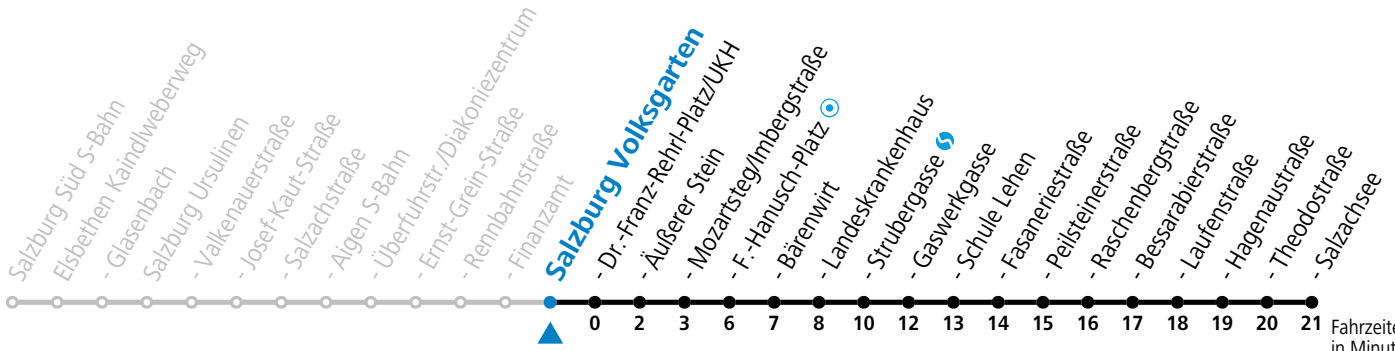 Salzburg Süd S-Bahn
Elsbethen Kaindlweberweg
- Glasenbach
Salzburg Ursulinen
- Valkenauerstraße
- Josef-Kaut-Straße
- Salzachstraße
- Aigen S-Bahn
- Überfuhrstr./Diakoniezentrum
- Ernst-Grein-Straße
- Rennbahnstraße
- Finanzamt
Salzburg Volksgarten
- Dr.-Franz-Rehrl-Platz/UKH
- Äußerer Stein
- Mozartsteg/Imbergstraße
- F.-Hanusch-Platz
- Bärenwirt
- Landeskrankenhaus
- Strubergasse
- Gaswerkgasse
- Schule Lehen
- Fasaneriestraße
- Peilsteinerstraße
- Raschenbergstraße
- Bessarabierstraße
- Laufenstraße
- Hagenaustraße
- Theodostraße
- Salzachsee
0 2 3 6 7 8 10 12 13 14 15 16 17 18 19 20 21